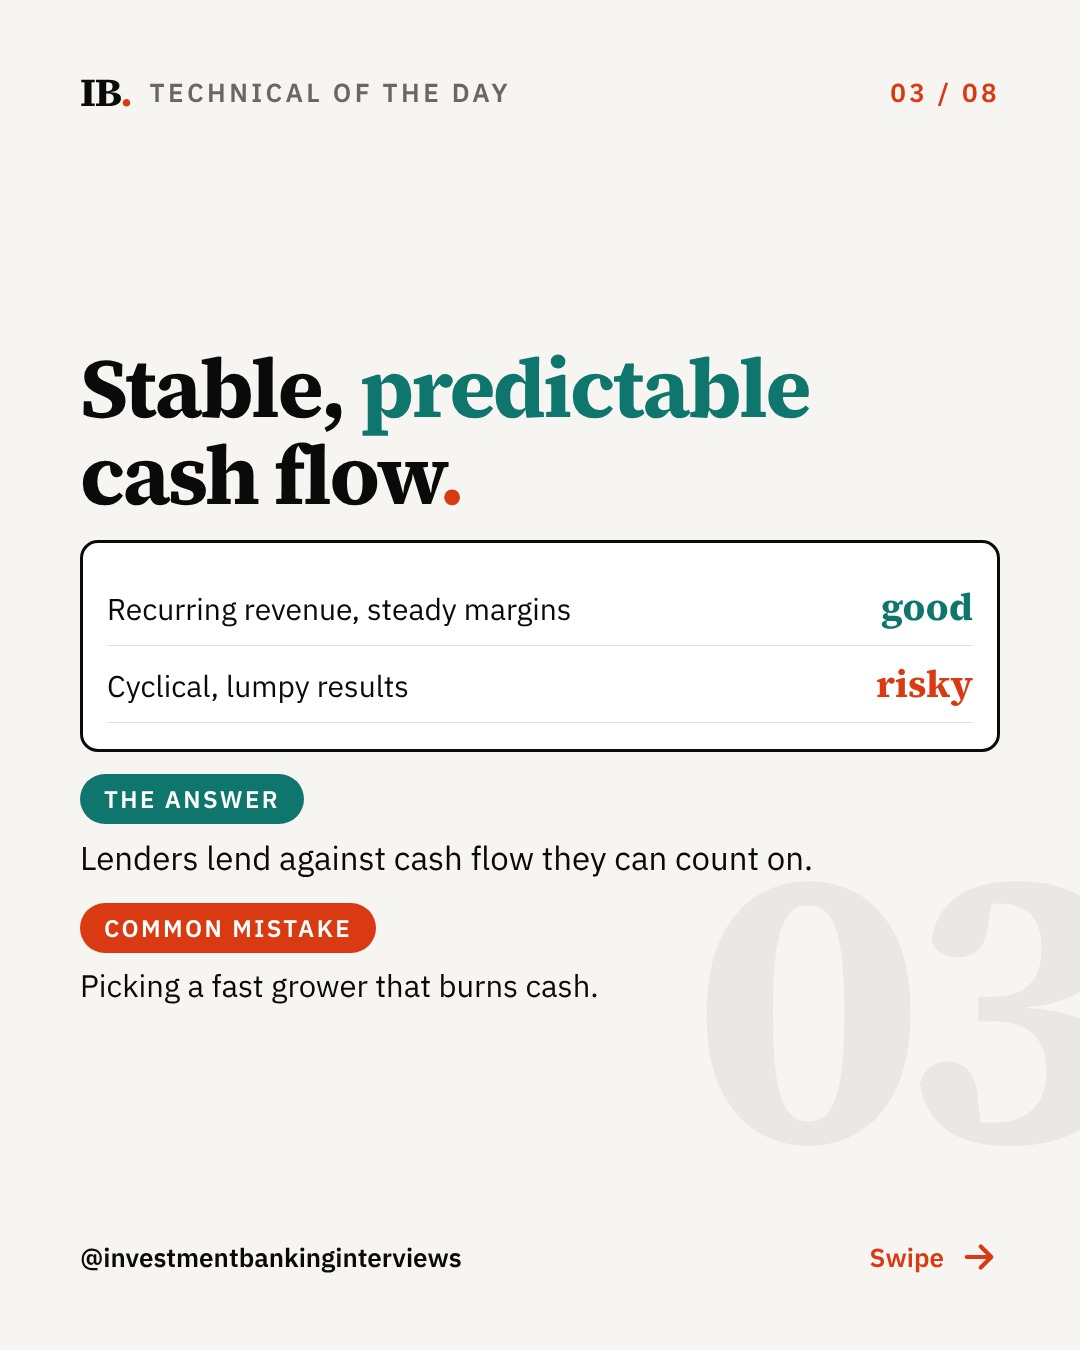 IB. TECHNICAL OF THE DAY 03 / 08
Stable, predictable
cash flow.
Recurring revenue, steady margins good
Cyclical, lumpy results risky
THE ANSWER
Lenders lend against cash flow they can count on.
COMMON MISTAKE
Picking a fast grower that burns cash.
03
@investmentbankinginterviews Swipe →